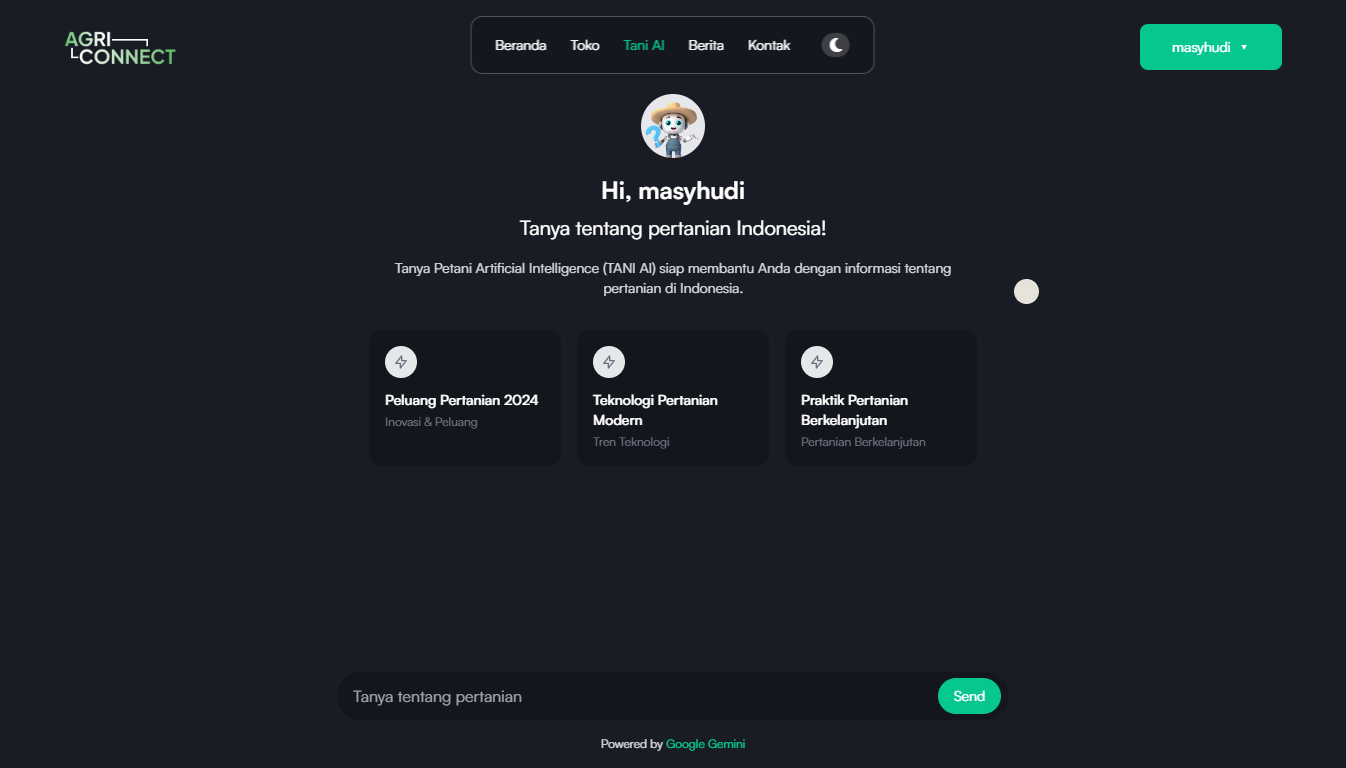 AGRI
CONNECT
Beranda Toko Tani AI Berita Kontak
masyhudi ▼
Hi, masyhudi
Tanya tentang pertanian Indonesia!
Tanya Petani Artificial Intelligence (TANI AI) siap membantu Anda dengan informasi tentang
pertanian di Indonesia.
Peluang Pertanian 2024
Inovasi & Peluang
Teknologi Pertanian
Modern
Tren Teknologi
Praktik Pertanian
Berkelanjutan
Pertanian Berkelanjutan
Tanya tentang pertanian
Send
Powered by Google Gemini